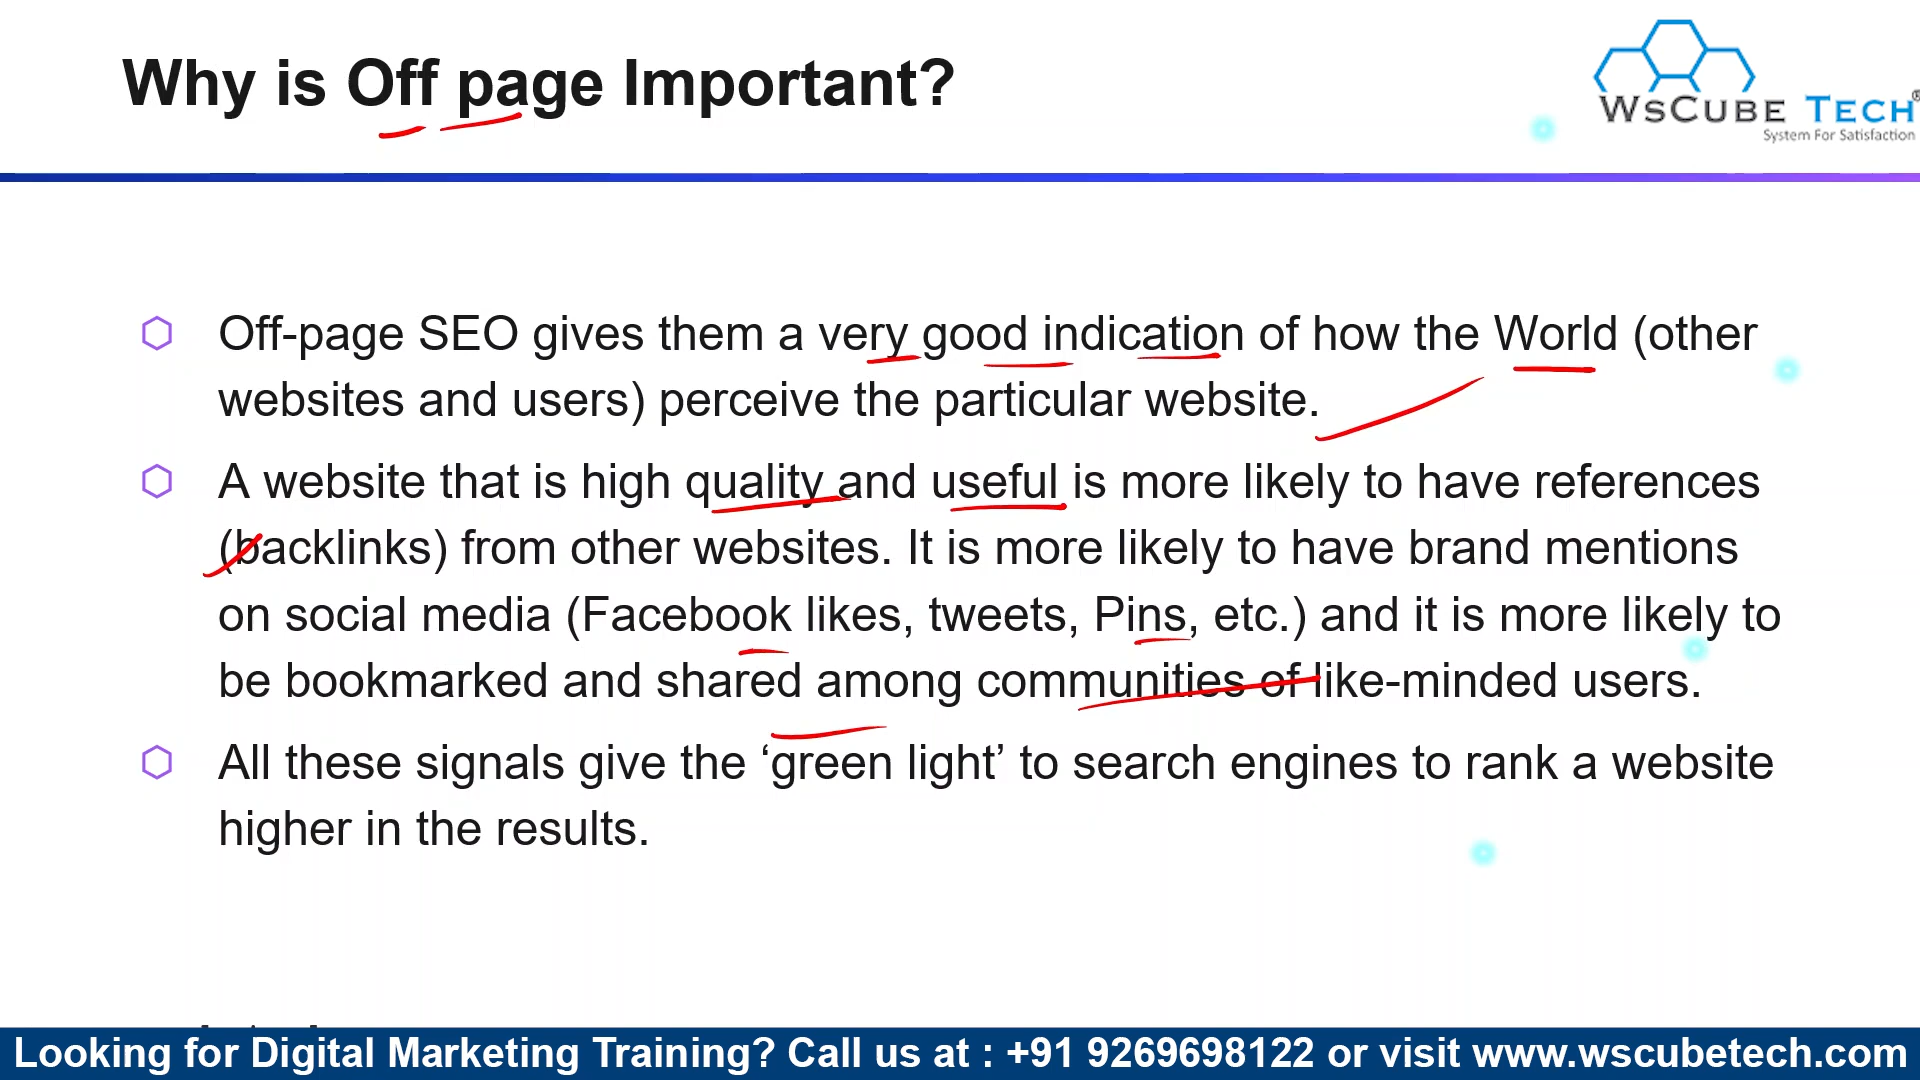 Why is Off page Important?
WSCUBE TECH®
System For Satisfaction
Off-page SEO gives them a very good indication of how the World (other
websites and users) perceive the particular website.
A website that is high quality and useful is more likely to have references
(backlinks) from other websites. It is more likely to have brand mentions
on social media (Facebook likes, tweets, Pins, etc.) and it is more likely to
be bookmarked and shared among communities of like-minded users.
All these signals give the ‘green light’ to search engines to rank a website
higher in the results.
Looking for Digital Marketing Training? Call us at : +91 9269698122 or visit www.wscubetech.com